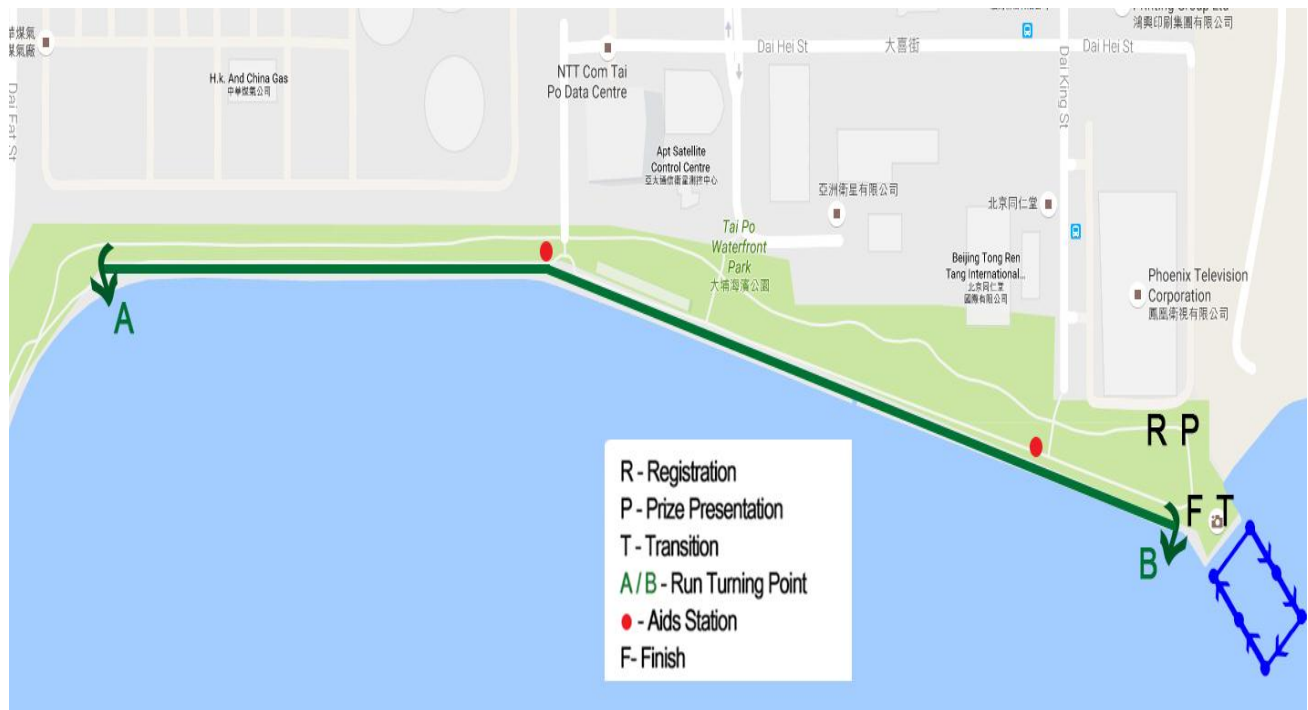 Printing Group Ltd
鴻興印刷集團有限公司
Dai Hei St
大喜街
Dai Hei St
華煤氣
煤氣廠
NTT Com Tai
Po Data Centre
H.k. And China Gas
中華煤氣公司
Dai Fat St
Dai King St
Apt Satellite
Control Centre
亞太通信衛星測控中心
亞洲衛星有限公司
北京同仁堂
Tai Po
Waterfront
Park
大埔海濱公園
Beijing Tong Ren
Tang International...
北京同仁堂
國際有限公司
Phoenix Television
Corporation
鳳凰衛視有限公司
A
R P
F T
B
R - Registration
P - Prize Presentation
T - Transition
A / B - Run Turning Point
- Aids Station
F- Finish